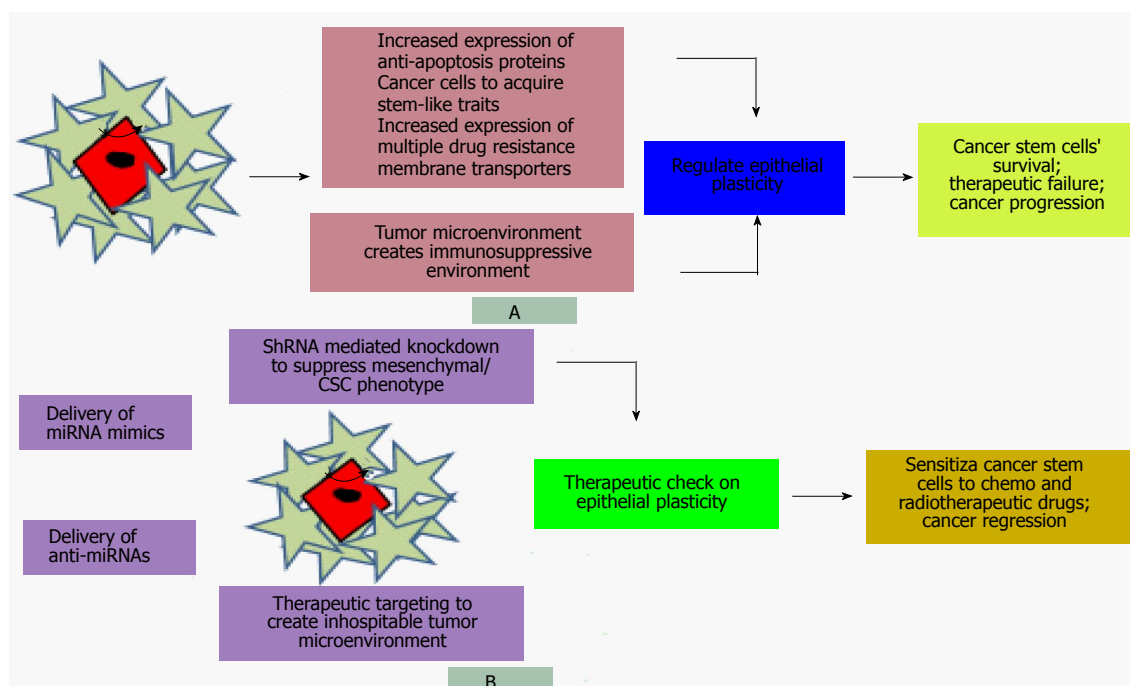 Increased expression of
anti-apoptosis proteins
Cancer cells to acquire
stem-like traits
Increased expression of
multiple drug resistance
membrane transporters
Regulate epithelial
plasticity
Cancer stem cells'
survival;
therapeutic failure;
cancer progression
Tumor microenvironment
creates immunosuppressive
environment
A
ShRNA mediated knockdown
to suppress mesenchymal/
CSC phenotype
Delivery of
miRNA mimics
Therapeutic check on
epithelial plasticity
Sensitiza cancer stem
cells to chemo and
radiotherapeutic drugs;
cancer regression
Delivery of
anti-miRNAs
Therapeutic targeting to
create inhospitable tumor
microenvironment
B